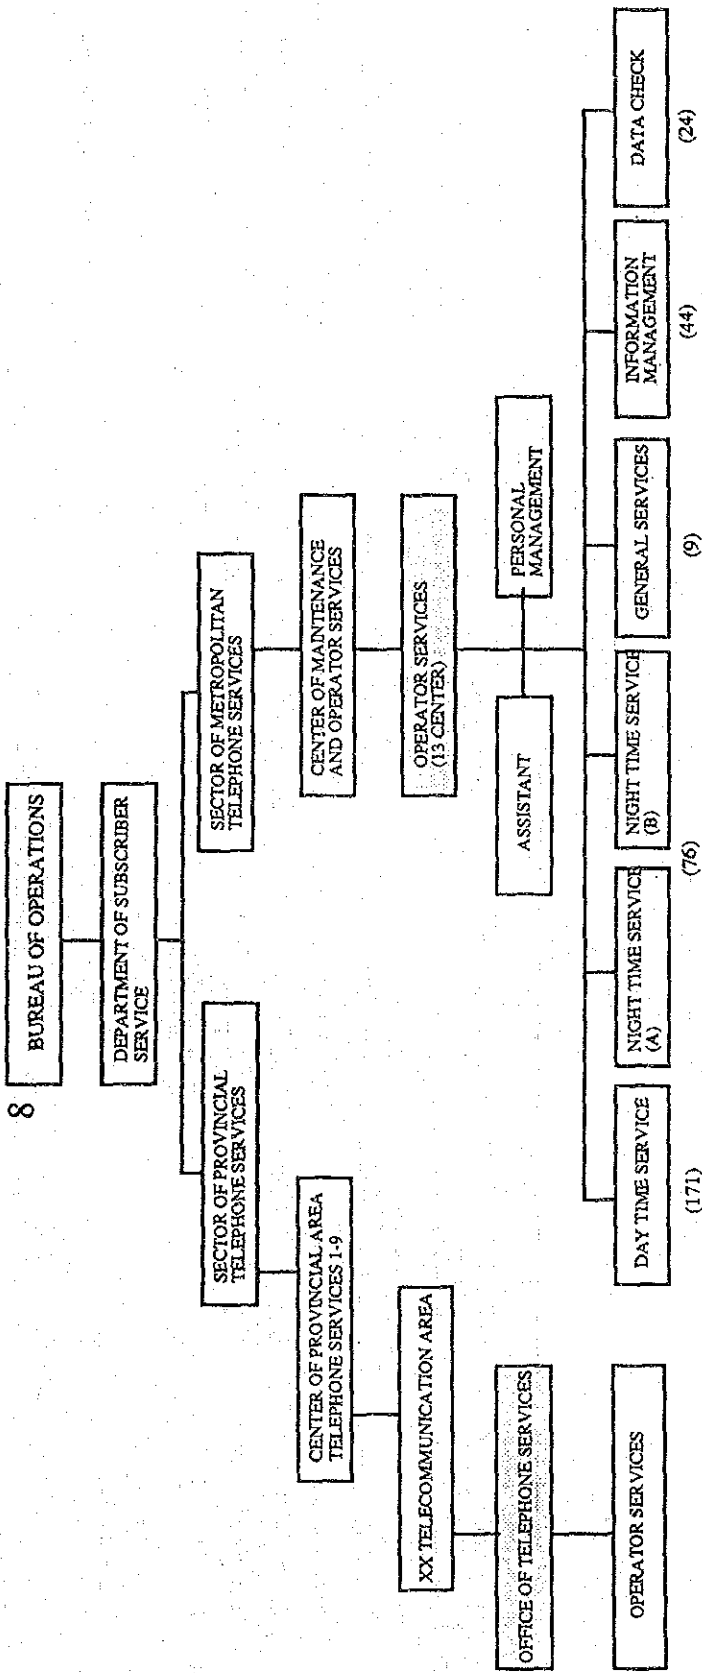 8
BUREAU OF OPERATIONS
DEPARTMENT OF SUBSCRIBER
SERVICE
SECTOR OF PROVINCIAL
TELEPHONE SERVICES
SECTOR OF METROPOLITAN
TELEPHONE SERVICES
CENTER OF PROVINCIAL AREA
TELEPHONE SERVICES 1-9
CENTER OF MAINTENANCE
AND OPERATOR SERVICES
XX TELECOMMUNICATION AREA
OPERATOR SERVICES
(13 CENTER)
OFFICE OF TELEPHONE SERVICES
ASSISTANT
PERSONAL
MANAGEMENT
OPERATOR SERVICES
DAY TIME SERVICE
NIGHT TIME SERVICE
(A)
NIGHT TIME SERVICE
(B)
GENERAL SERVICES
INFORMATION
MANAGEMENT
DATA CHECK
(171)
(76)
(9)
(44)
(24)